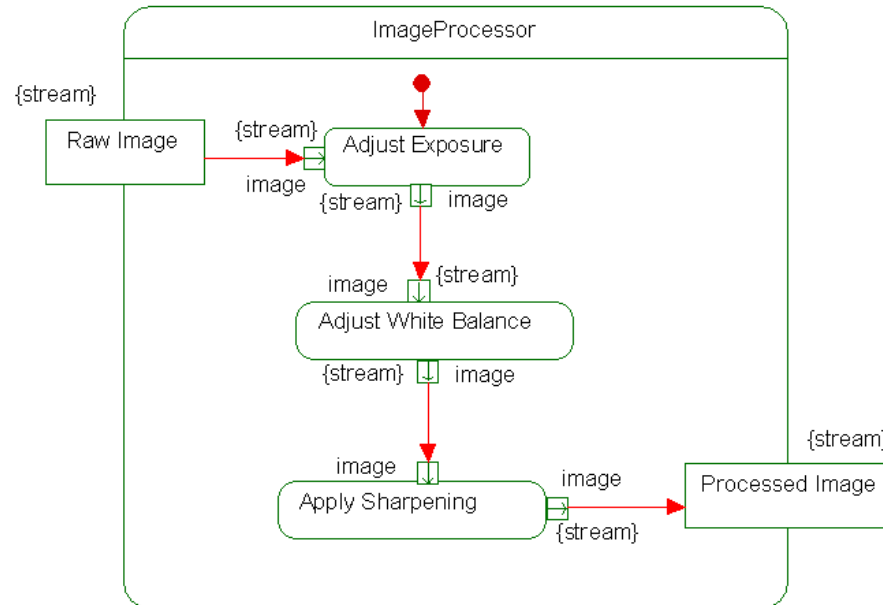 ImageProcessor
{stream}
Raw Image
{stream}
image
Adjust Exposure
{stream}
image
image
{stream}
Adjust White Balance
{stream}
image
image
Apply Sharpening
image
{stream}
{stream}
Processed Image